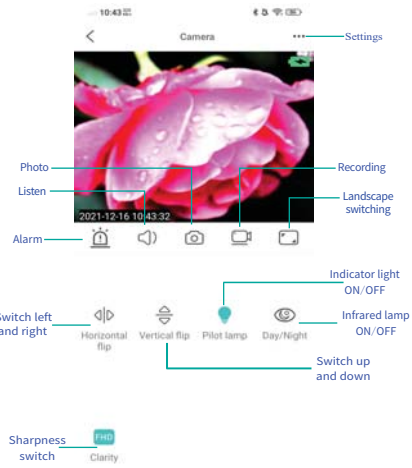 10:43
Camera
Settings
Photo
Recording
Listen
Landscape
switching
2021-12-16 10:43:32
Alarm
Indicator light
ON/OFF
Switch left
and right
Horizontal
flip
Vertical flip
Pilot lamp
Day/Night
Infrared lamp
ON/OFF
Switch up
and down
Sharpness
switch
FHD
Clarity